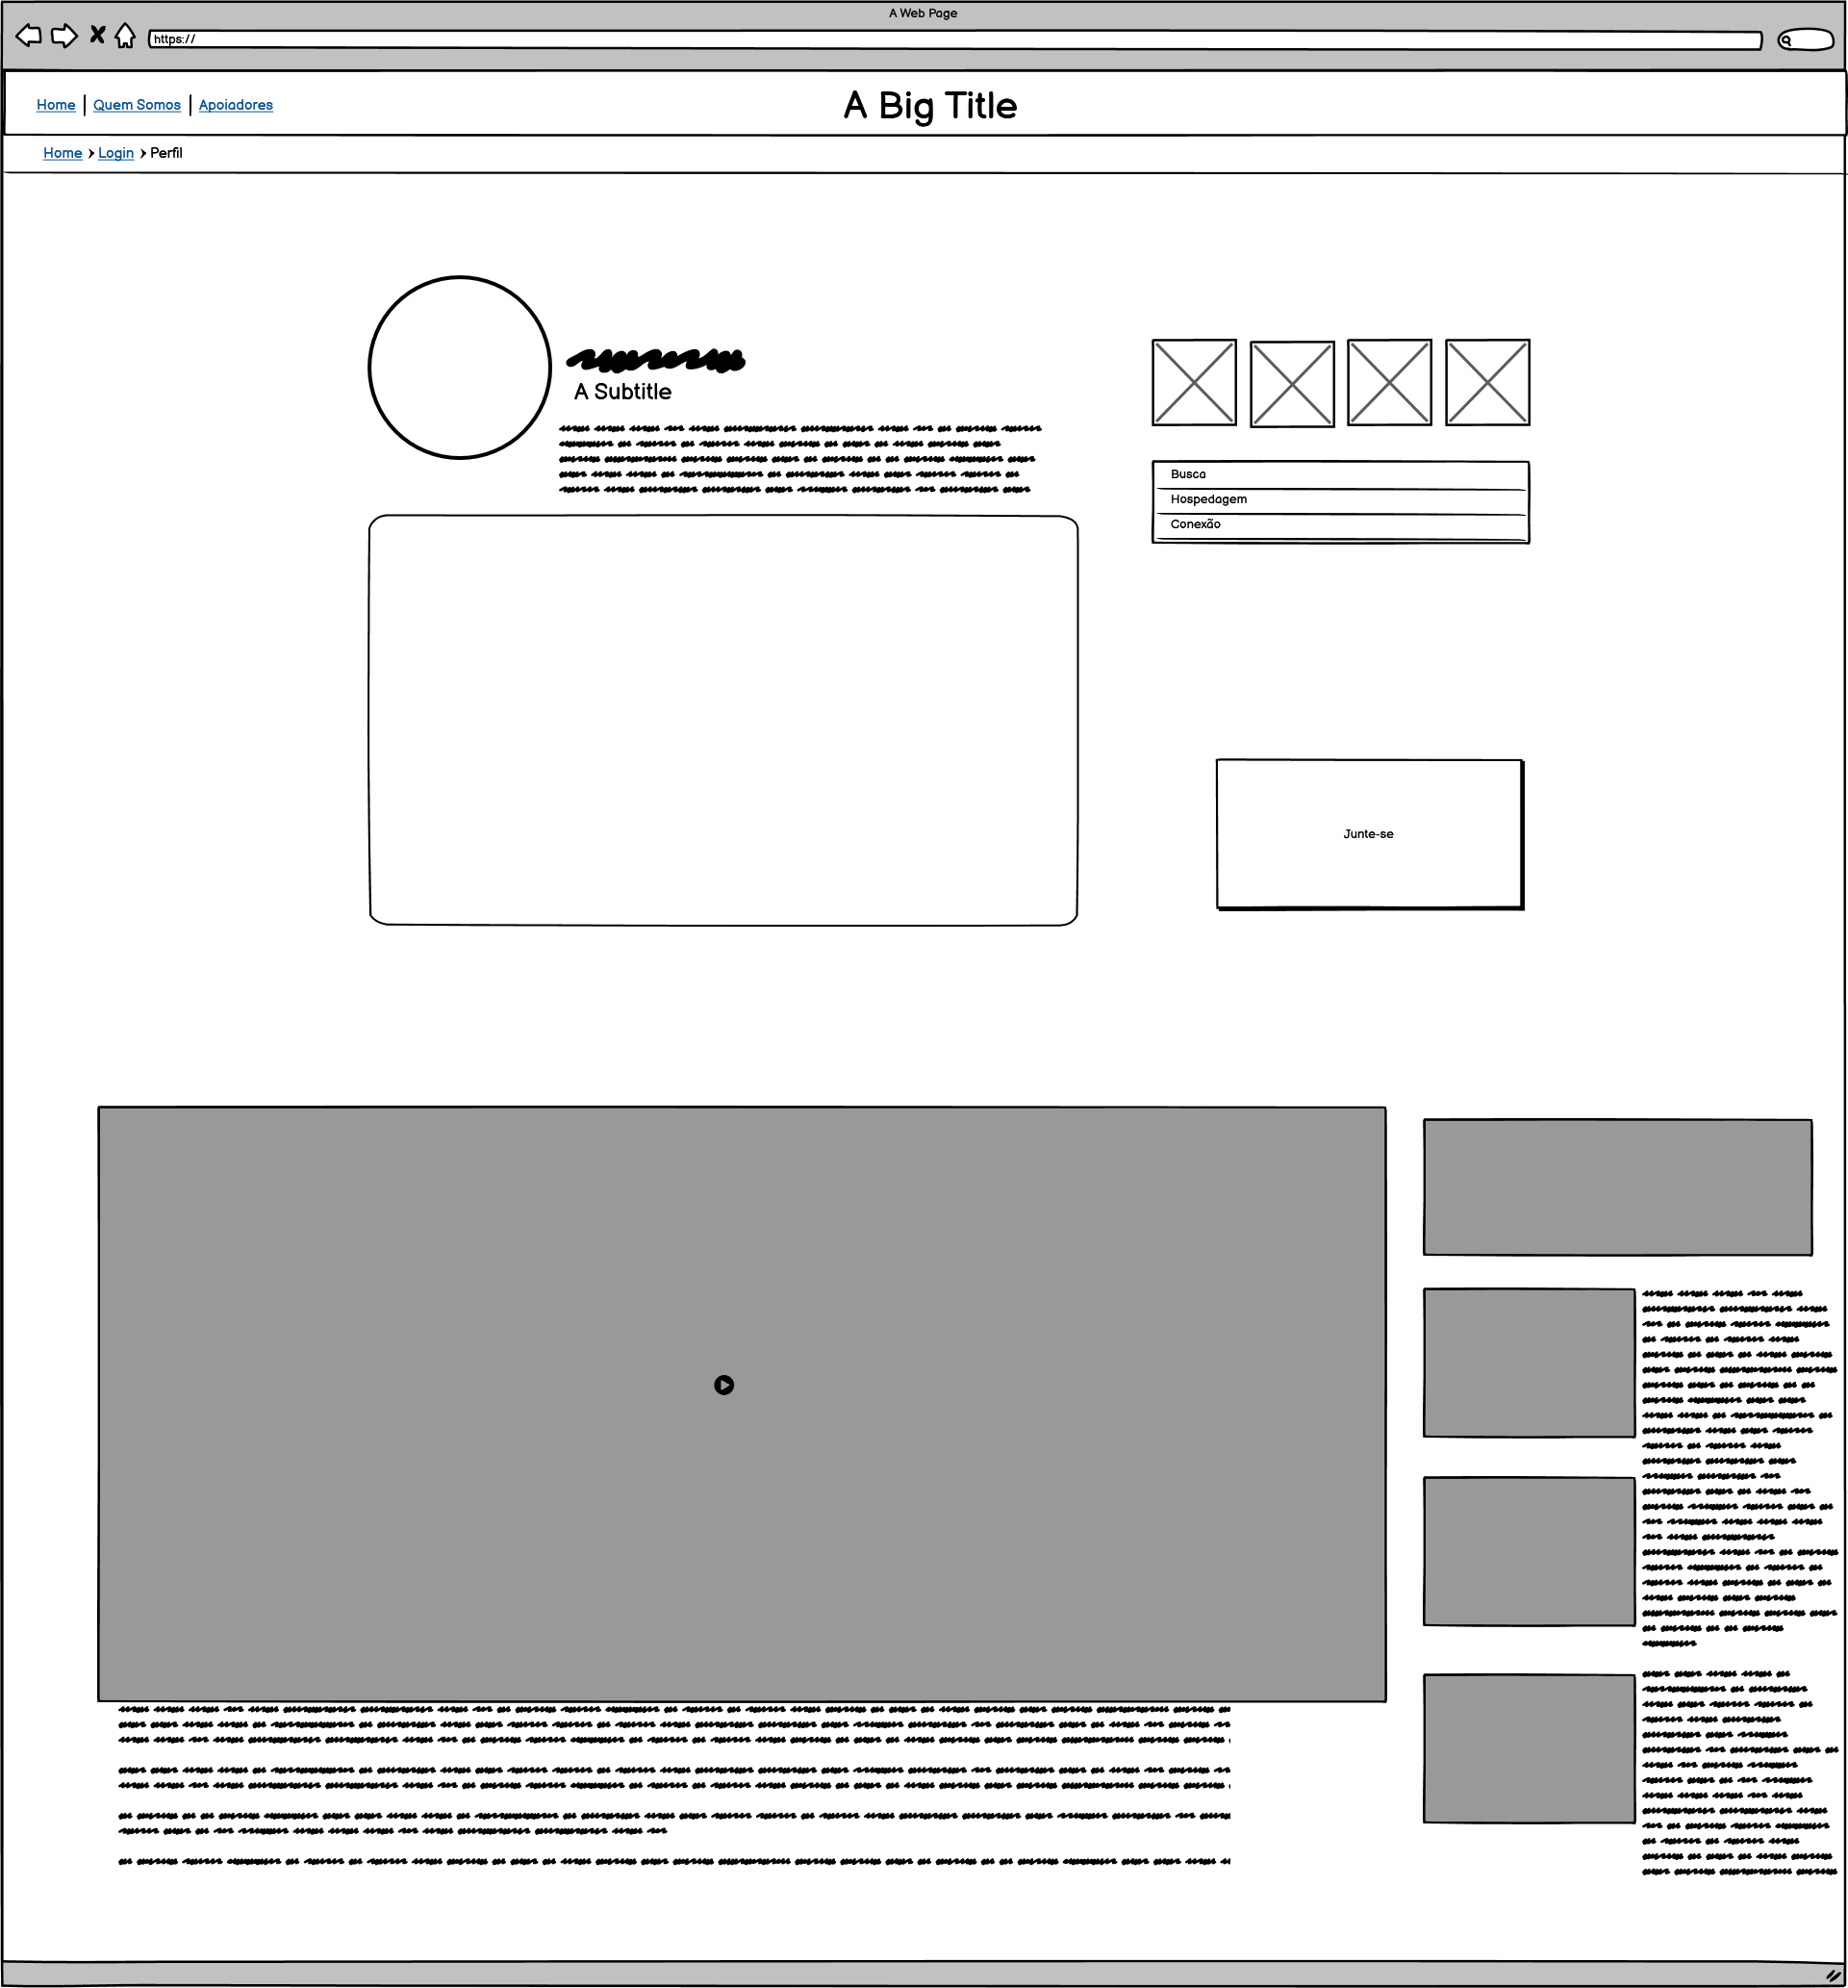 A Web Page
https://
Home Quem Somos Apoiadores
A Big Title
Home Login Perfil
A Subtitle
Busca
Hospedagem
Conexão
Junte-se